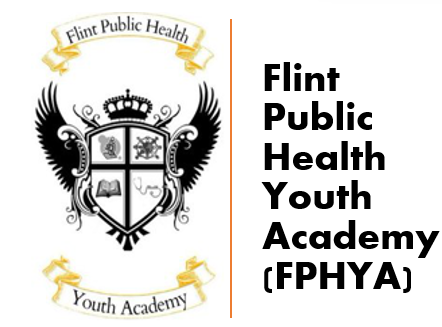 Flint Public Health
Youth Academy
Flint
Public
Health
Youth
Academy
(FPHYA)